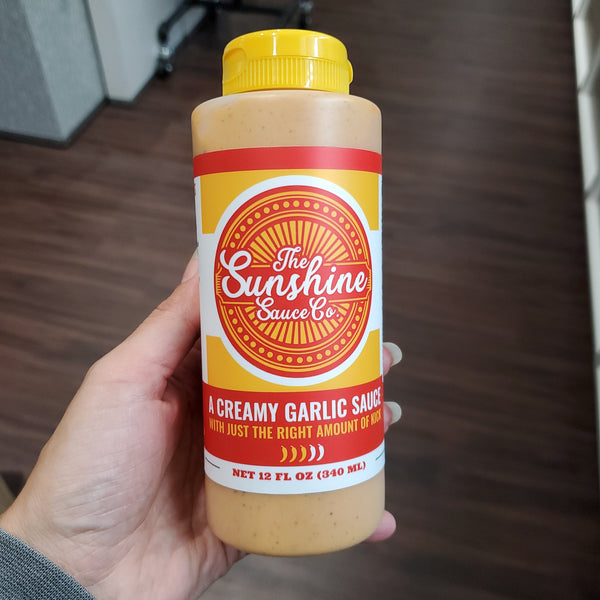 The
Sunshine
Sauce Co.
A CREAMY GARLIC SAUCE
WITH JUST THE RIGHT AMOUNT OF KICK
NET 12 FL OZ (340 ML)